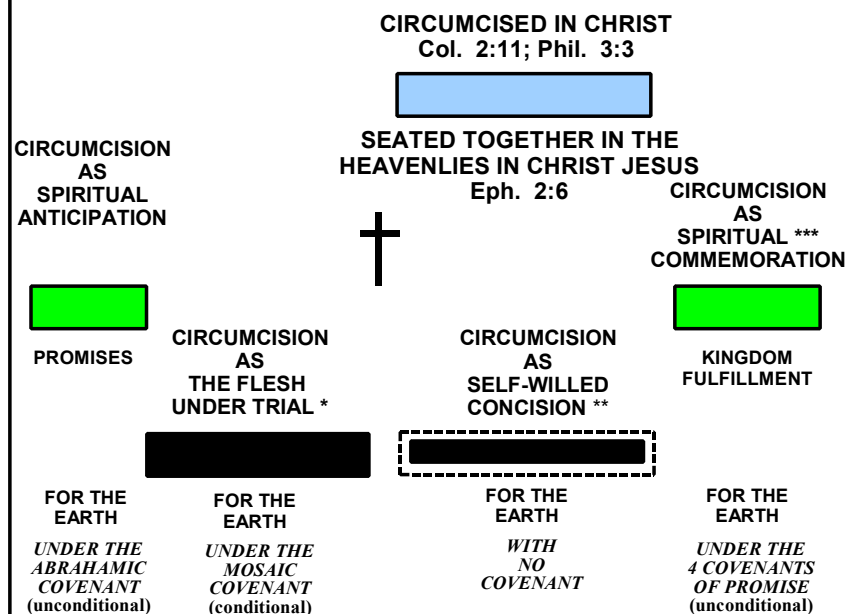 CIRCUMCISED IN CHRIST
Col. 2:11; Phil. 3:3
SEATED TOGETHER IN THE
HEAVENLIES IN CHRIST JESUS
Eph. 2:6
CIRCUMCISION
AS
SPIRITUAL
ANTICIPATION
PROMISES
CIRCUMCISION
AS
THE FLESH
UNDER TRIAL *
CIRCUMCISION
AS
SELF-WILLED
CONCISION **
CIRCUMCISION
AS
SPIRITUAL ***
COMMEMORATION
KINGDOM
FULFILLMENT
FOR THE
EARTH
UNDER THE
ABRAHAMIC
COVENANT
(unconditional)
FOR THE
EARTH
UNDER THE
MOSAIC
COVENANT
(conditional)
FOR THE
EARTH
WITH
NO
COVENANT
FOR THE
EARTH
UNDER THE
4 COVENANTS
OF PROMISE
(unconditional)